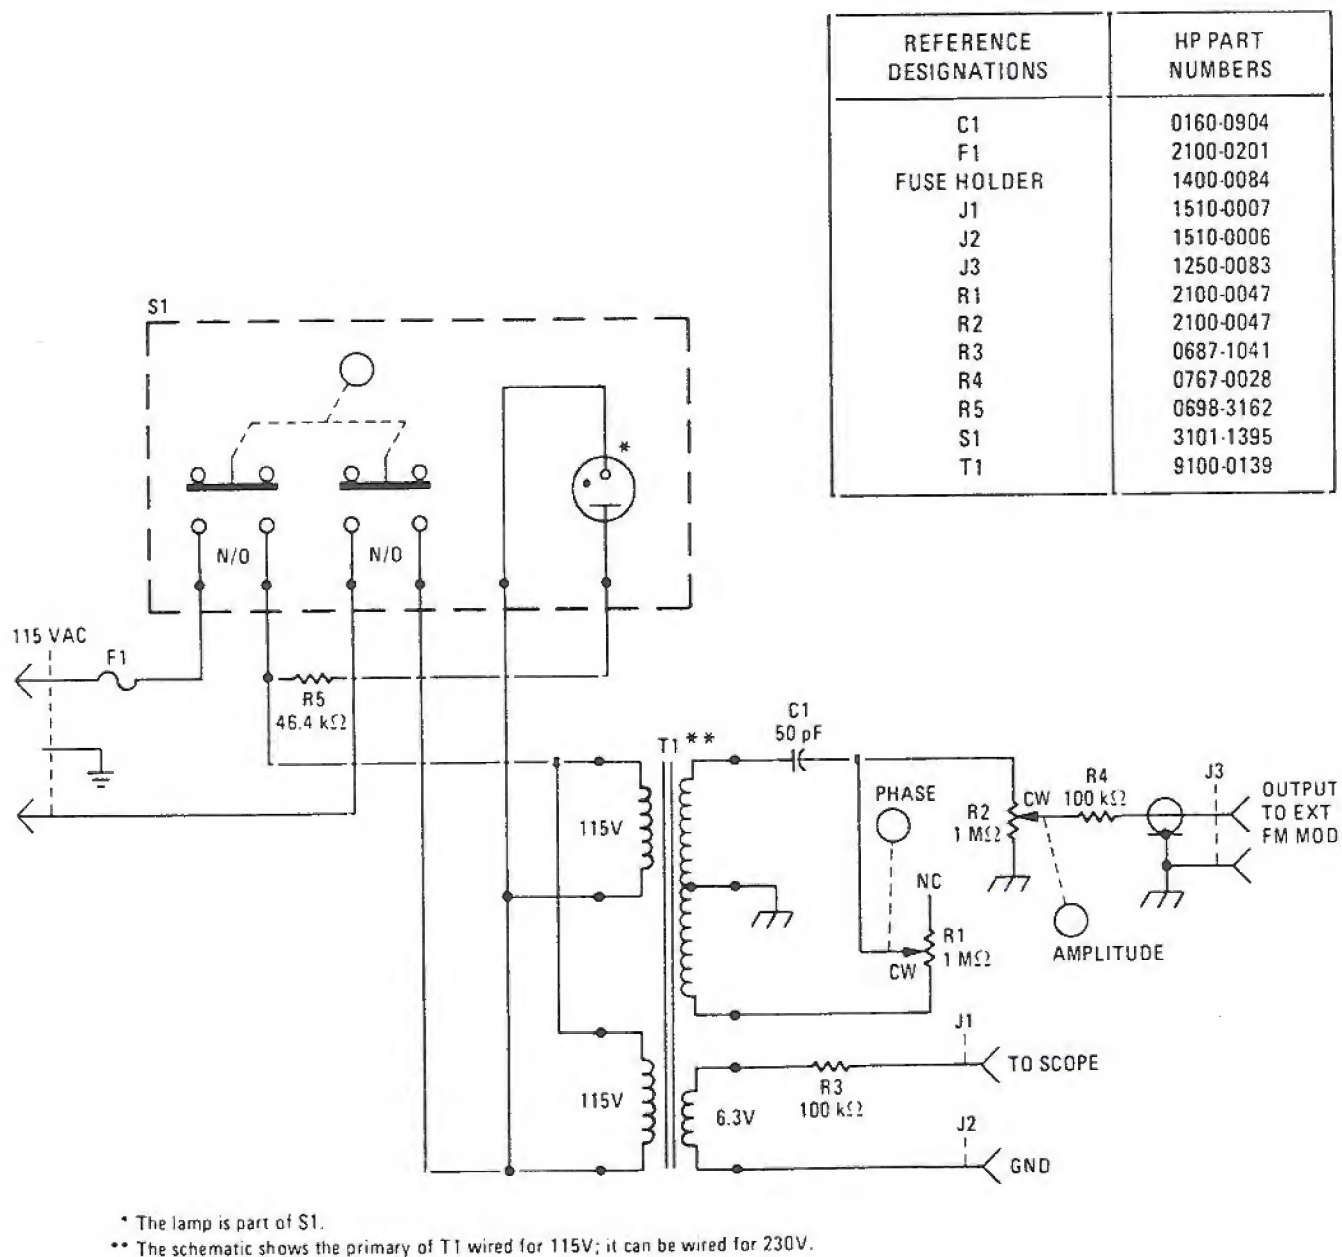 REFERENCE DESIGNATIONS HP PART NUMBERS
C1 0160-0904
F1 2100-0201
FUSE HOLDER 1400-0084
J1 1510-0007
J2 1510-0006
J3 1250-0083
R1 2100-0047
R2 2100-0047
R3 0687-1041
R4 0767-0028
R5 0698-3162
S1 3101-1395
T1 9100-0139
S1
*
N/O
N/O
115 VAC
F1
R5
46.4 kΩ
T1 **
C1
50 pF
115V
PHASE
R2
1 MΩ
CW
R4
100 kΩ
J3
OUTPUT
TO EXT
FM MOD
NC
R1
1 MΩ
CW
AMPLITUDE
115V
6.3V
R3
100 kΩ
J1
TO SCOPE
J2
GND
* The lamp is part of S1.
** The schematic shows the primary of T1 wired for 115V; it can be wired for 230V.